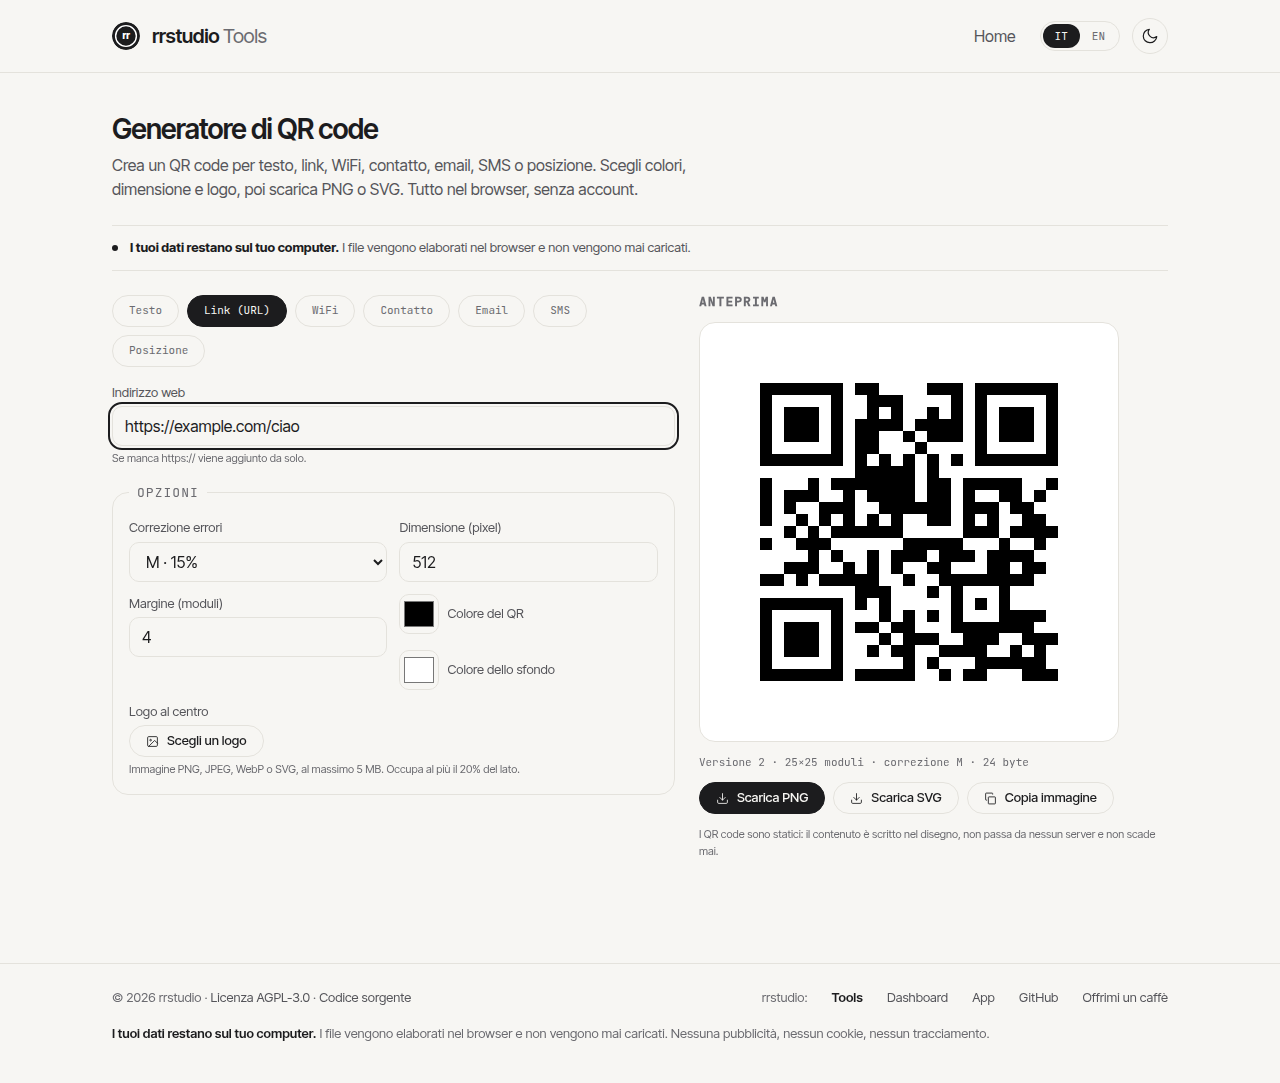 rr rrstudio Tools
Home
IT EN
Generatore di QR code
Crea un QR code per testo, link, WiFi, contatto, email, SMS o posizione. Scegli colori,
dimensione e logo, poi scarica PNG o SVG. Tutto nel browser, senza account.
I tuoi dati restano sul tuo computer. I file vengono elaborati nel browser e non vengono mai caricati.
Testo Link (URL) WiFi Contatto Email SMS
Posizione
Indirizzo web
https://example.com/ciao
Se manca https:// viene aggiunto da solo.
OPZIONI
Correzione errori
M · 15%
Dimensione (pixel)
512
Margine (moduli)
4
Colore del QR
Colore dello sfondo
Logo al centro
Scegli un logo
Immagine PNG, JPEG, WebP o SVG, al massimo 5 MB. Occupa al più il 20% del lato.
ANTEPRIMA
Versione 2 · 25×25 moduli · correzione M · 24 byte
Scarica PNG Scarica SVG Copia immagine
I QR code sono statici: il contenuto è scritto nel disegno, non passa da nessun server e non scade
mai.
© 2026 rrstudio · Licenza AGPL-3.0 · Codice sorgente
rrstudio: Tools Dashboard App GitHub Offrimi un caffè
I tuoi dati restano sul tuo computer. I file vengono elaborati nel browser e non vengono mai caricati. Nessuna pubblicità, nessun cookie, nessun tracciamento.